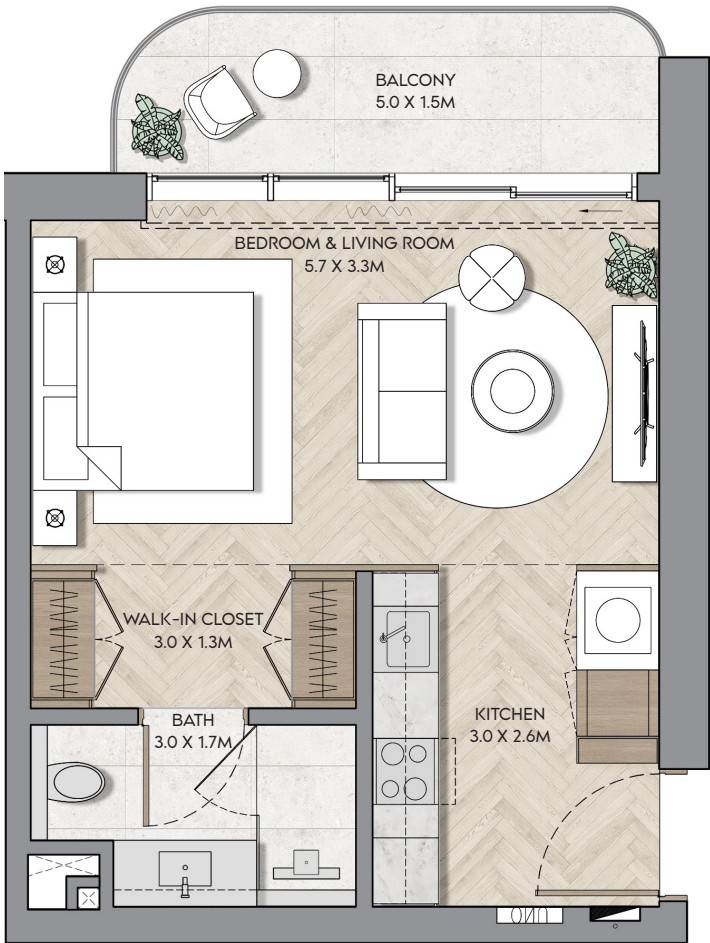 BALCONY
5.0 X 1.5M
BEDROOM & LIVING ROOM
5.7 X 3.3M
WALK-IN CLOSET
3.0 X 1.3M
BATH
3.0 X 1.7M
KITCHEN
3.0 X 2.6M